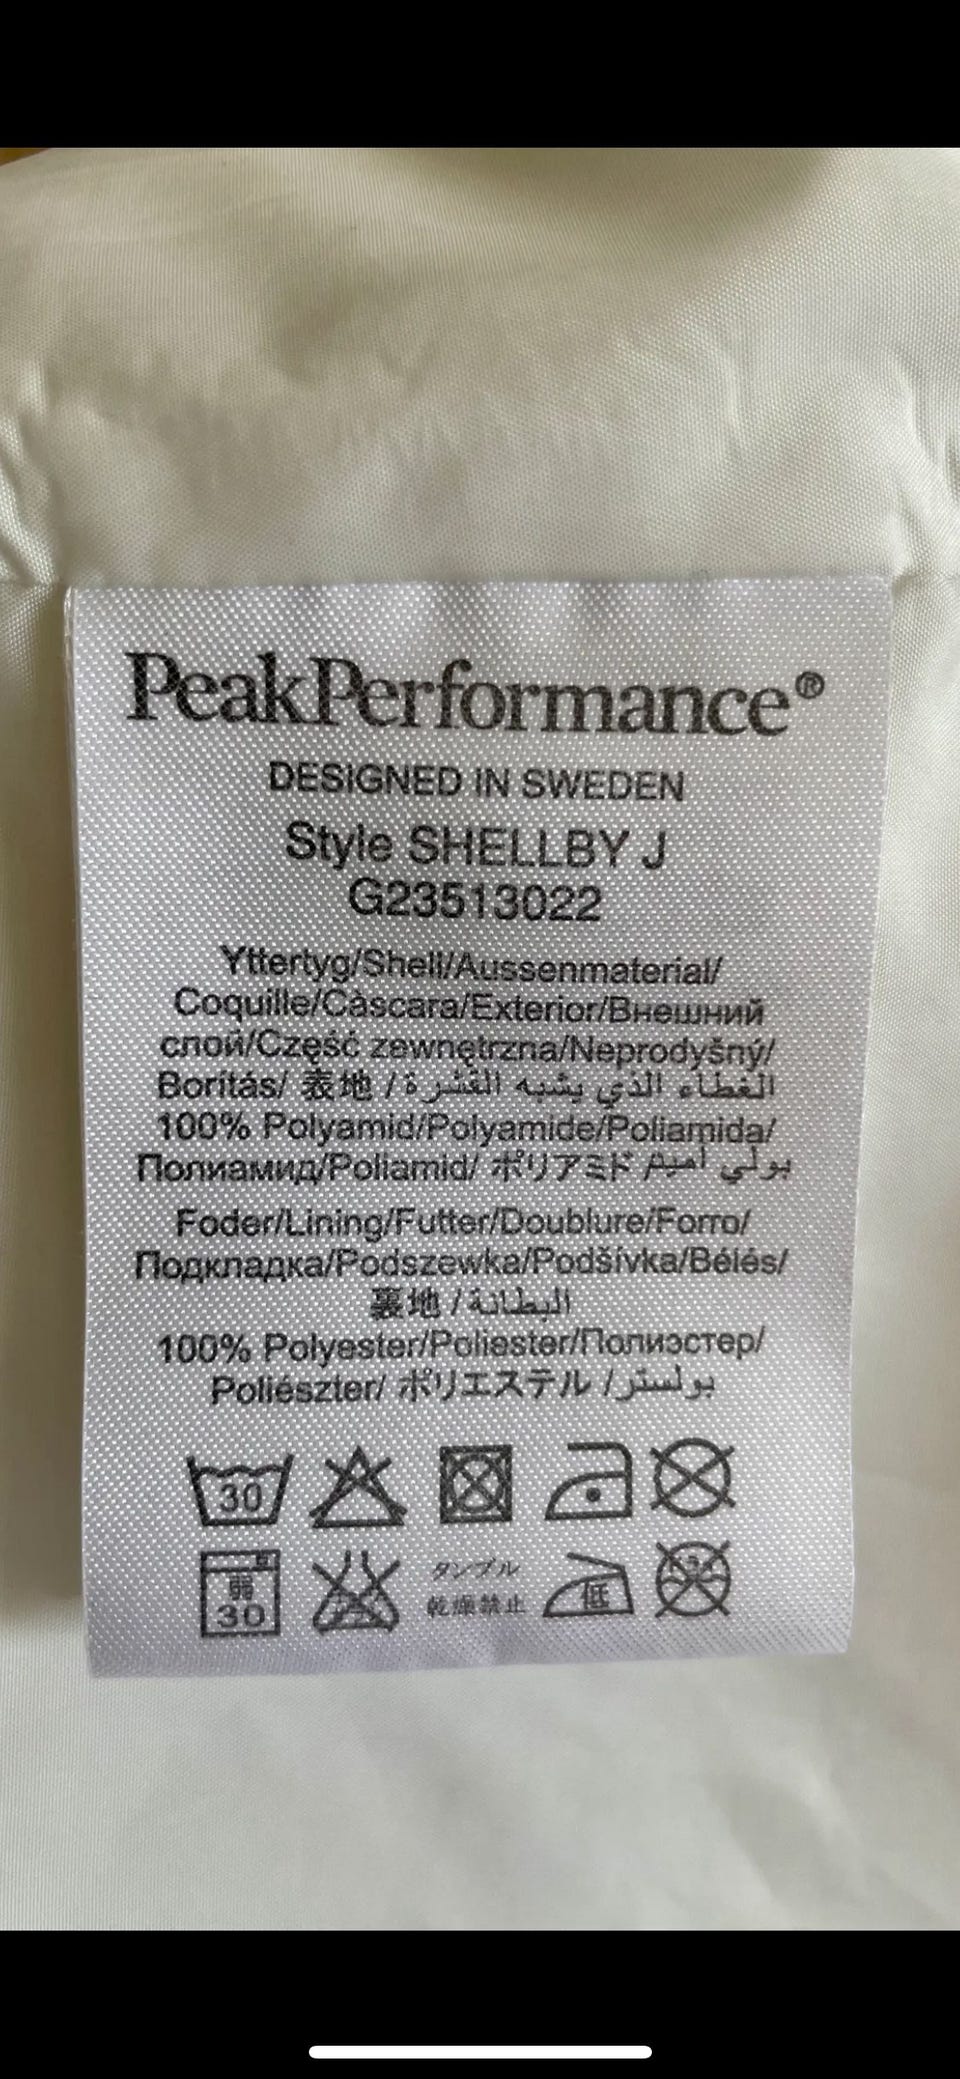 PeakPerformance®
DESIGNED IN SWEDEN
Style SHELLBY J
G23513022
Yttertyg/Shell/Aussenmaterial/
Coquille/Càscara/Exterior/Внешний
слой/Część zewnętrzna/Neprodyšný/
Borítás/ 表地 / الغطاء الذي يشبه القشرة
100% Polyamid/Polyamide/Poliamida/
Полиамид/Poliamid/ ポリアミド / بولي أميد
Foder/Lining/Futter/Doublure/Forro/
Подкладка/Podszewka/Podšívka/Bélés/
裏地 / البطانة
100% Polyester/Poliester/Полиэстер/
Poliészter/ ポリエステル / بولستر
30
弱 タンブル
30 乾燥禁止 低